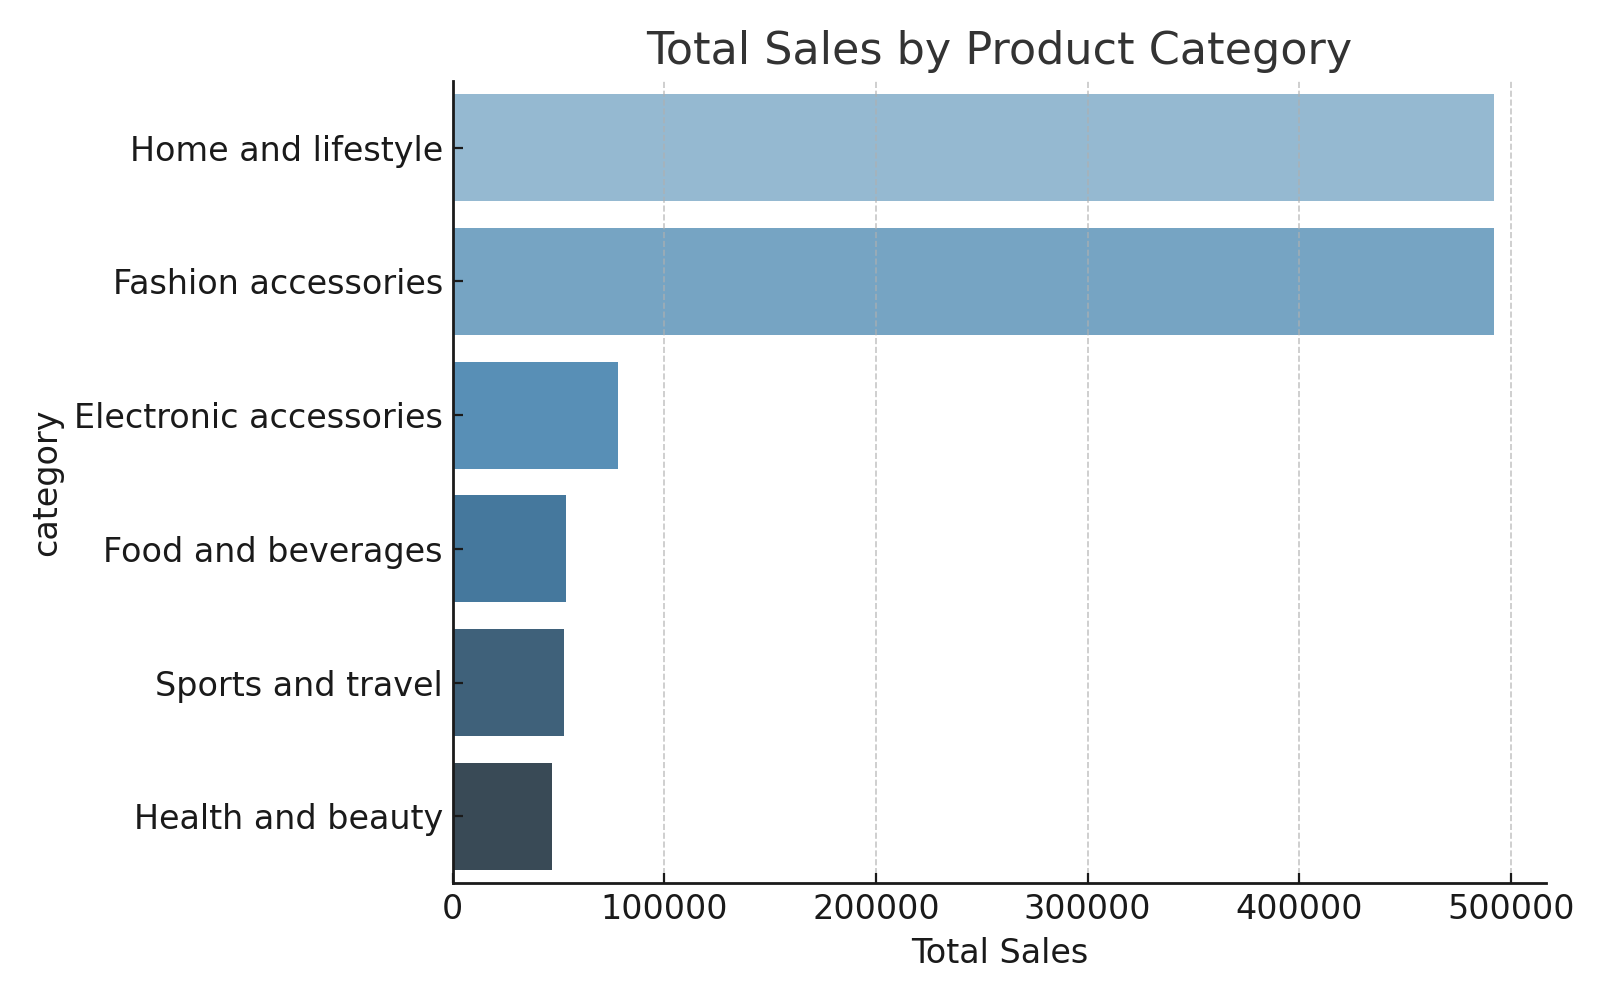 Total Sales by Product Category
Home and lifestyle
Fashion accessories
Electronic accessories
Food and beverages
Sports and travel
Health and beauty
category
0 100000 200000 300000 400000 500000
Total Sales